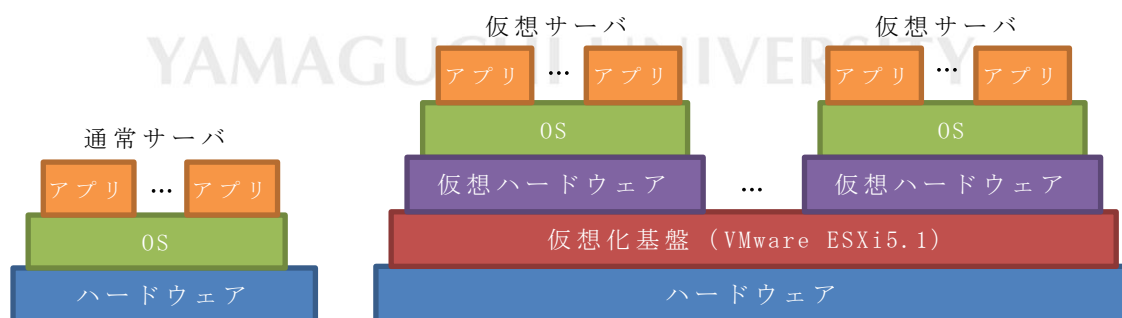 仮想サーバ 仮想サーバ
YAMAGUCHI UNIVERSITY
アプリ … アプリ アプリ … アプリ
OS OS
通常サーバ
アプリ … アプリ 仮想ハードウェア … 仮想ハードウェア
OS 仮想化基盤 (VMware ESXi5.1)
ハードウェア ハードウェア